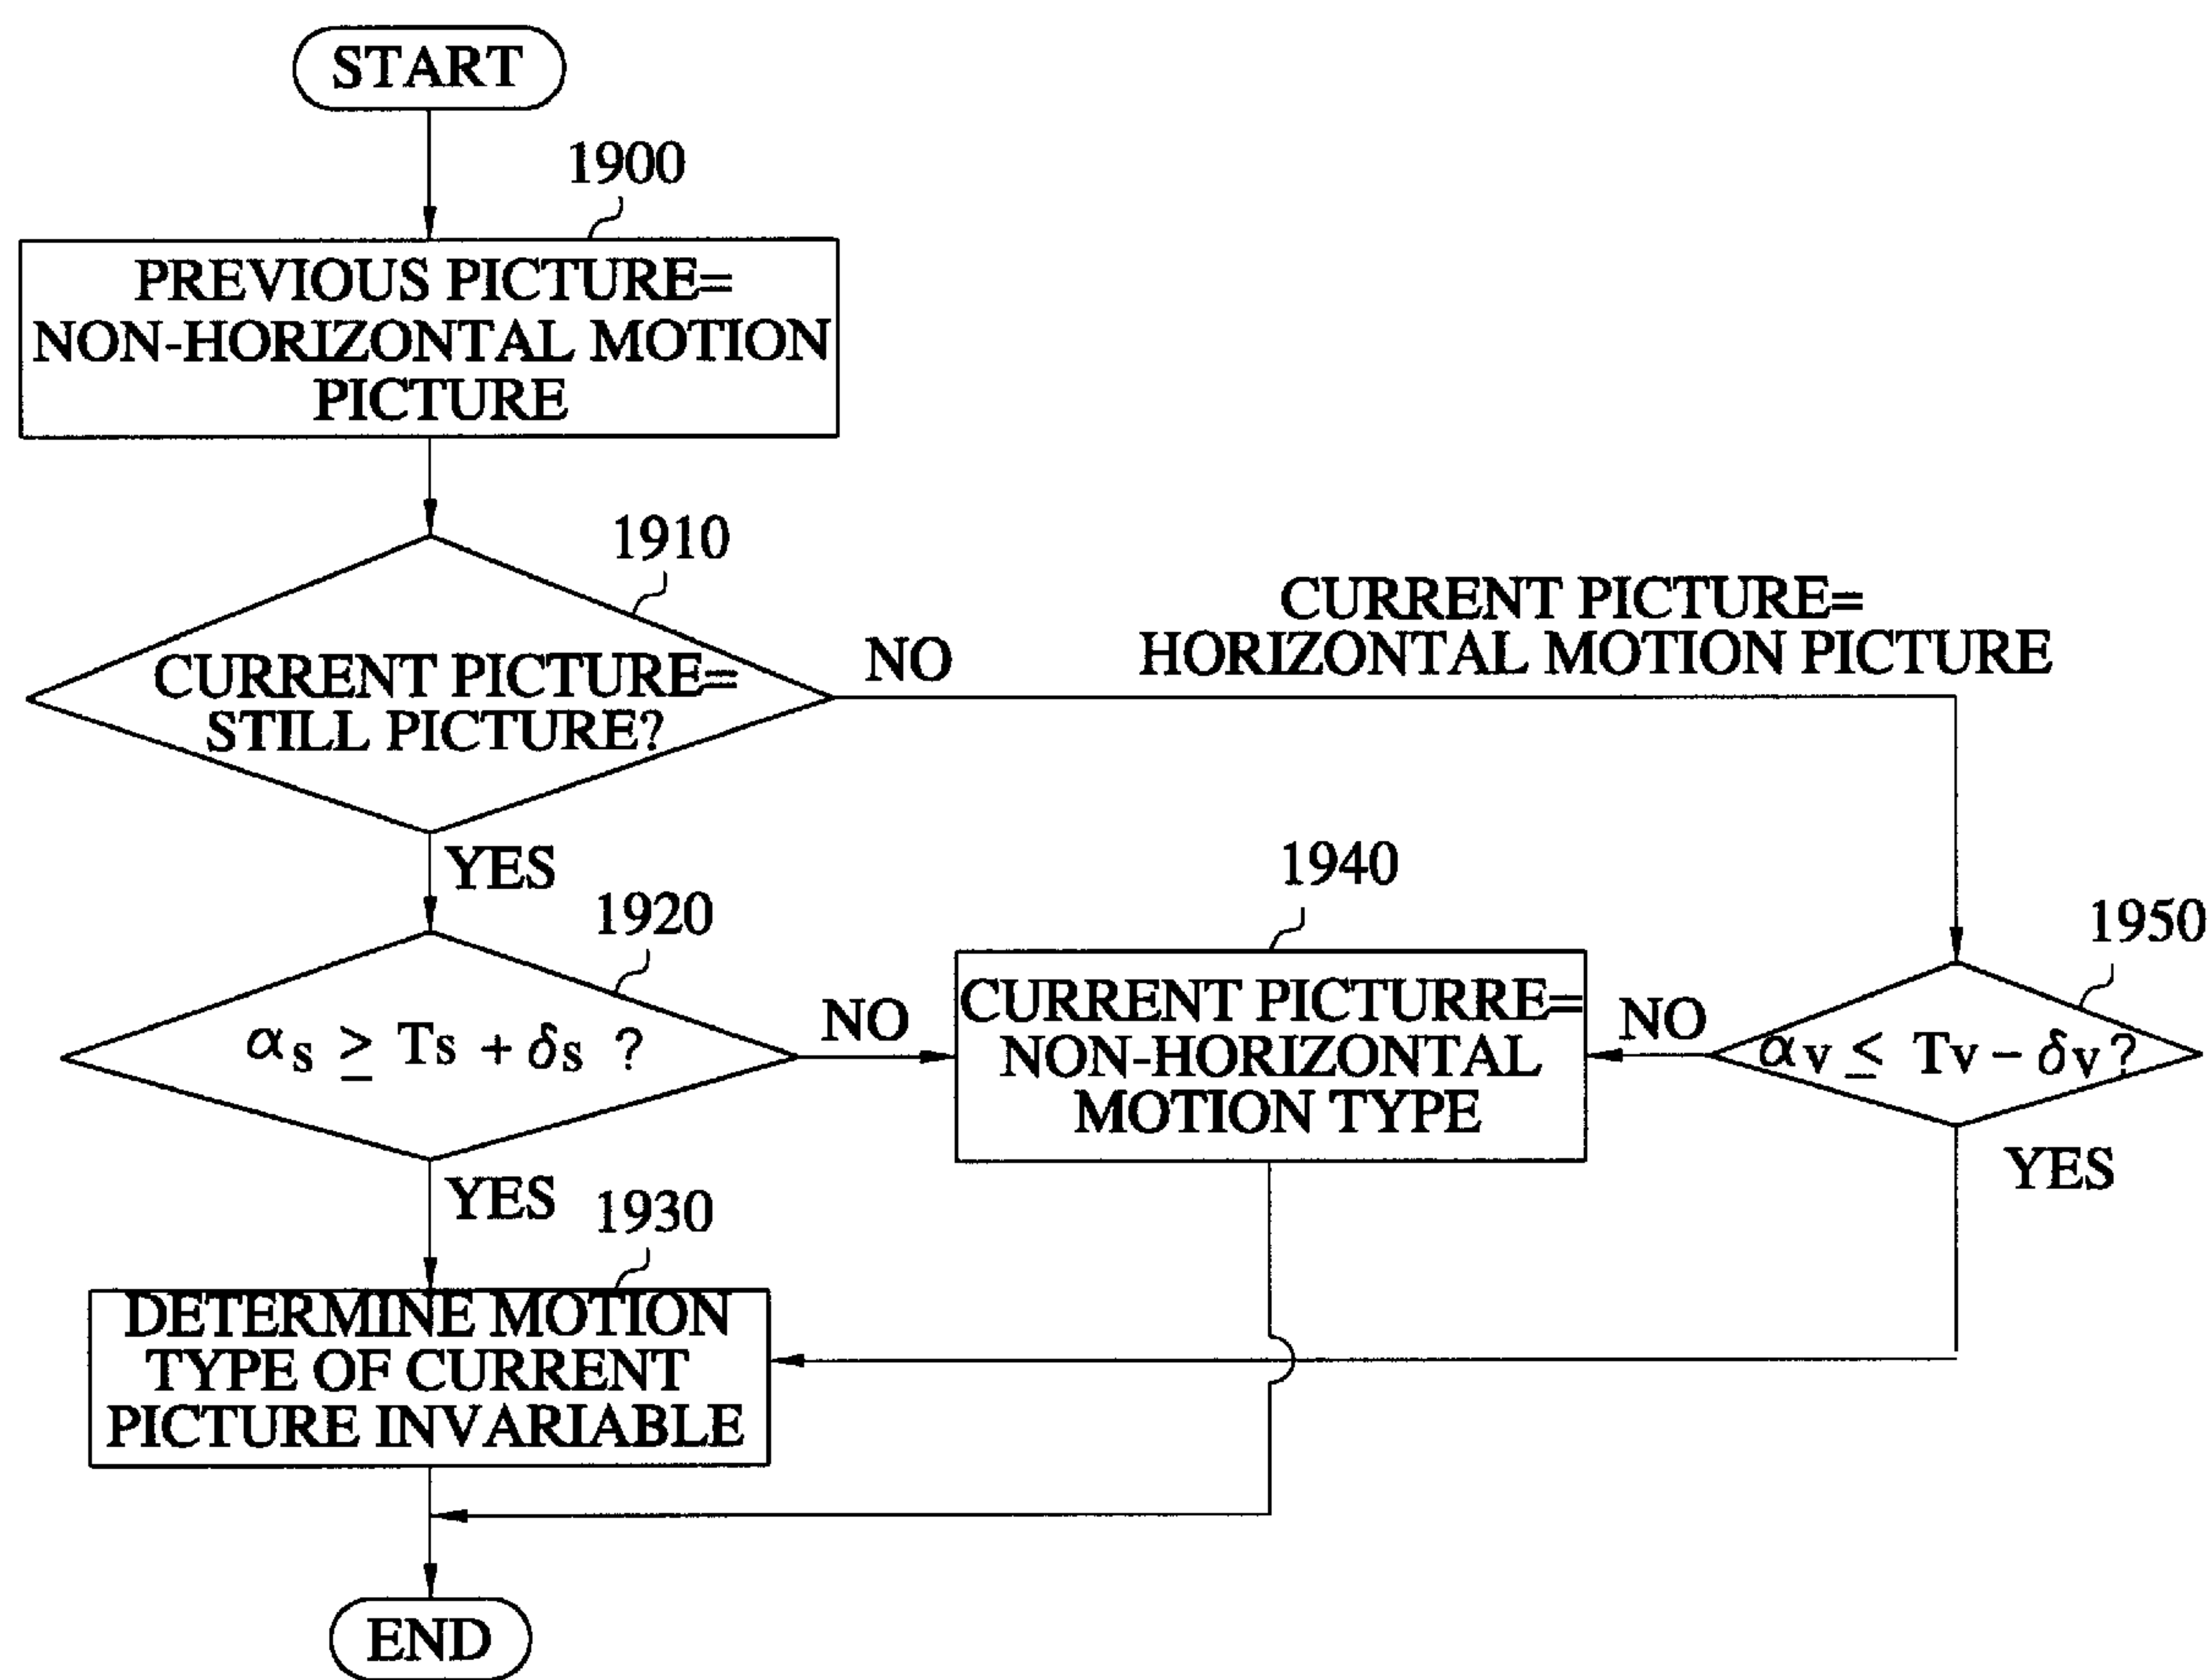 START
1900
PREVIOUS PICTURE=
NON-HORIZONTAL MOTION
PICTURE
1910
CURRENT PICTURE=
STILL PICTURE?
NO
CURRENT PICTURE=
HORIZONTAL MOTION PICTURE
YES
1920
αs ≥ Ts + δs ?
NO
1940
CURRENT PICTURRE=
NON-HORIZONTAL
MOTION TYPE
NO
1950
αv ≤ Tv – δv?
YES
YES
1930
DETERMINE MOTION
TYPE OF CURRENT
PICTURE INVARIABLE
END